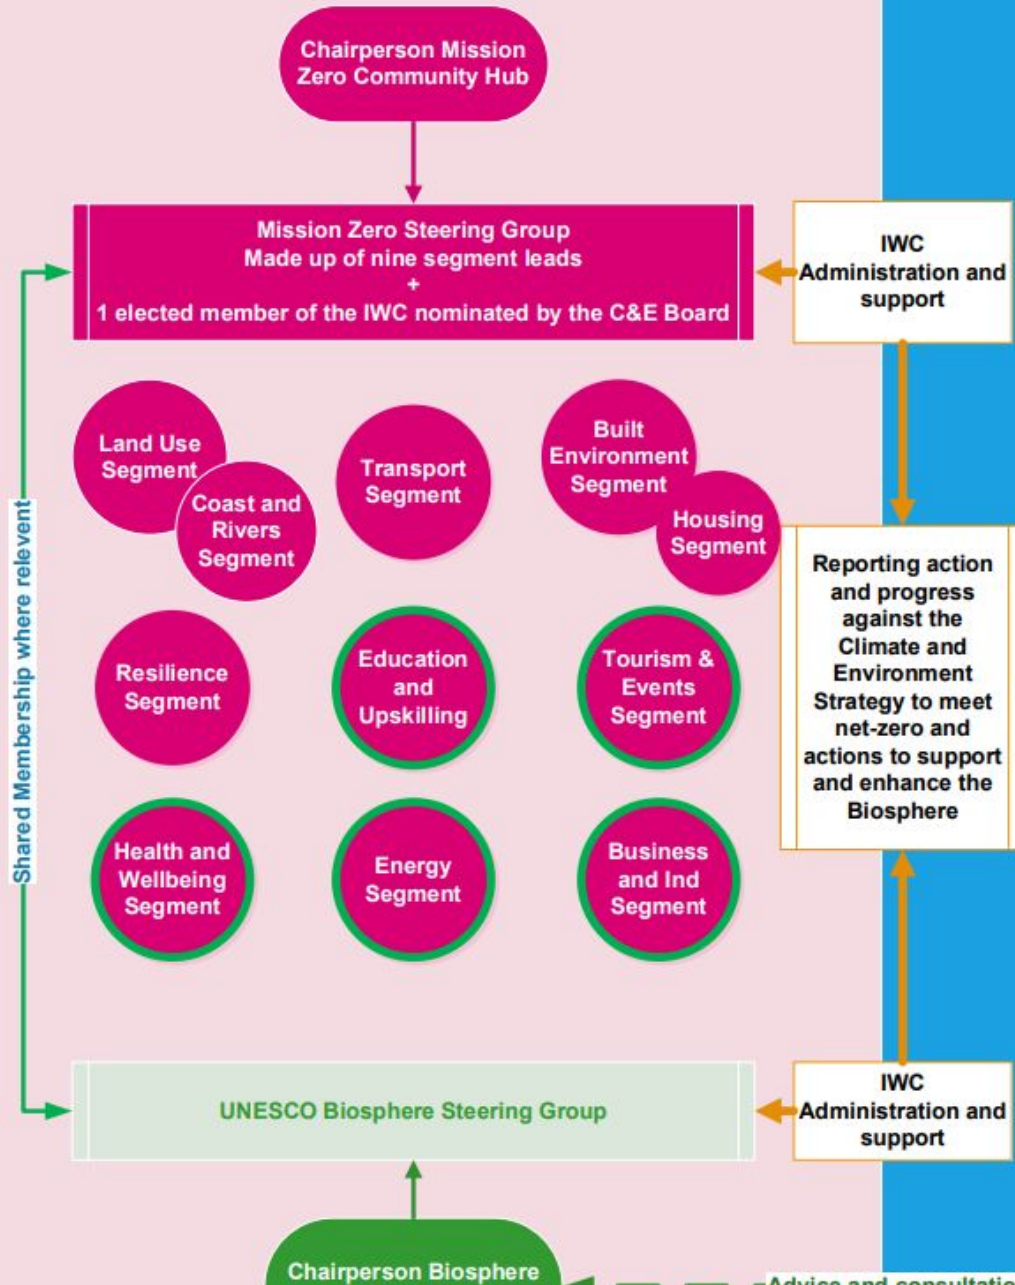 Chairperson Mission
Zero Community Hub
Mission Zero Steering Group
Made up of nine segment leads
+
1 elected member of the IWC nominated by the C&E Board
IWC
Administration and
support
Shared Membership where relevent
Land Use
Segment
Coast and
Rivers
Segment
Transport
Segment
Built
Environment
Segment
Housing
Segment
Reporting action
and progress
against the
Climate and
Environment
Strategy to meet
net-zero and
actions to support
and enhance the
Biosphere
Resilience
Segment
Education
and
Upskilling
Tourism &
Events
Segment
Health and
Wellbeing
Segment
Energy
Segment
Business
and Ind
Segment
UNESCO Biosphere Steering Group
IWC
Administration and
support
Chairperson Biosphere
Advice and